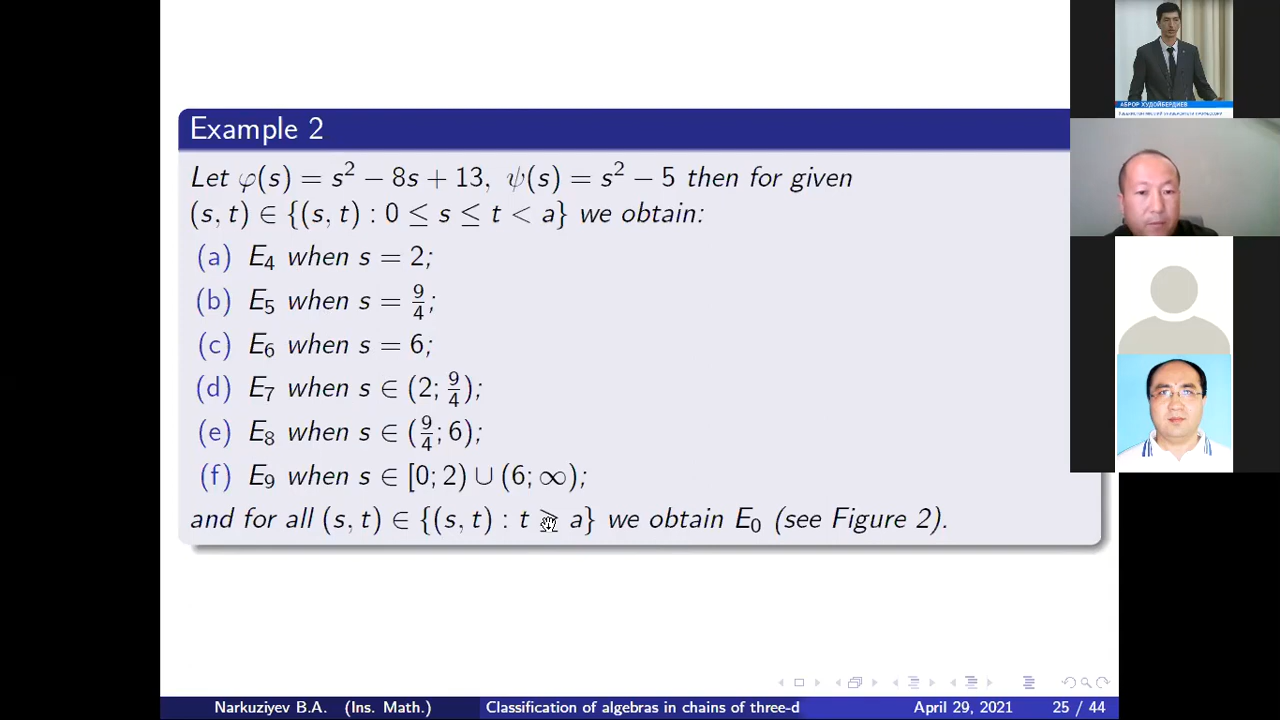 Example 2
Let φ(s) = s² − 8s + 13, ψ(s) = s² − 5 then for given
(s, t) ∈ {(s, t) : 0 ≤ s ≤ t < a} we obtain:
(a) E₄ when s = 2;
(b) E₅ when s = 9/4;
(c) E₆ when s = 6;
(d) E₇ when s ∈ (2; 9/4);
(e) E₈ when s ∈ (9/4; 6);
(f) E₉ when s ∈ [0; 2) ∪ (6; ∞);
and for all (s, t) ∈ {(s, t) : t ⩾ a} we obtain E₀ (see Figure 2).
Narkuziyev B.A. (Ins. Math.) Classification of algebras in chains of three-d April 29, 2021 25 / 44
АБРОР ХУДОЙБЕРДИЕВ